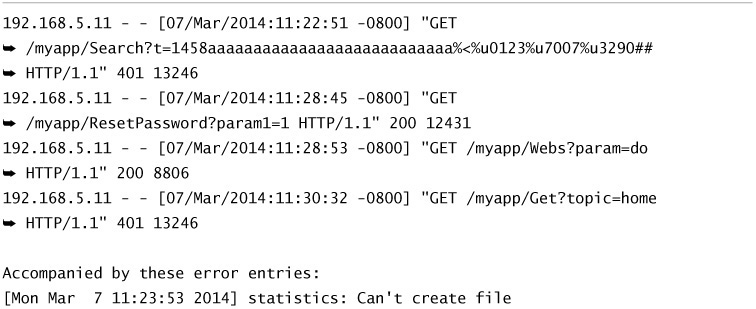 192.168.5.11 - - [07/Mar/2014:11:22:51 -0800] "GET
➥ /myapp/Search?t=1458aaaaaaaaaaaaaaaaaaaaaaaaaaa%<%u0123%u7007%u3290##
➥ HTTP/1.1" 401 13246
192.168.5.11 - - [07/Mar/2014:11:28:45 -0800] "GET
➥ /myapp/ResetPassword?param1=1 HTTP/1.1" 200 12431
192.168.5.11 - - [07/Mar/2014:11:28:53 -0800] "GET /myapp/Webs?param=do
➥ HTTP/1.1" 200 8806
192.168.5.11 - - [07/Mar/2014:11:30:32 -0800] "GET /myapp/Get?topic=home
➥ HTTP/1.1" 401 13246
Accompanied by these error entries:
[Mon Mar  7 11:23:53 2014] statistics: Can't create file